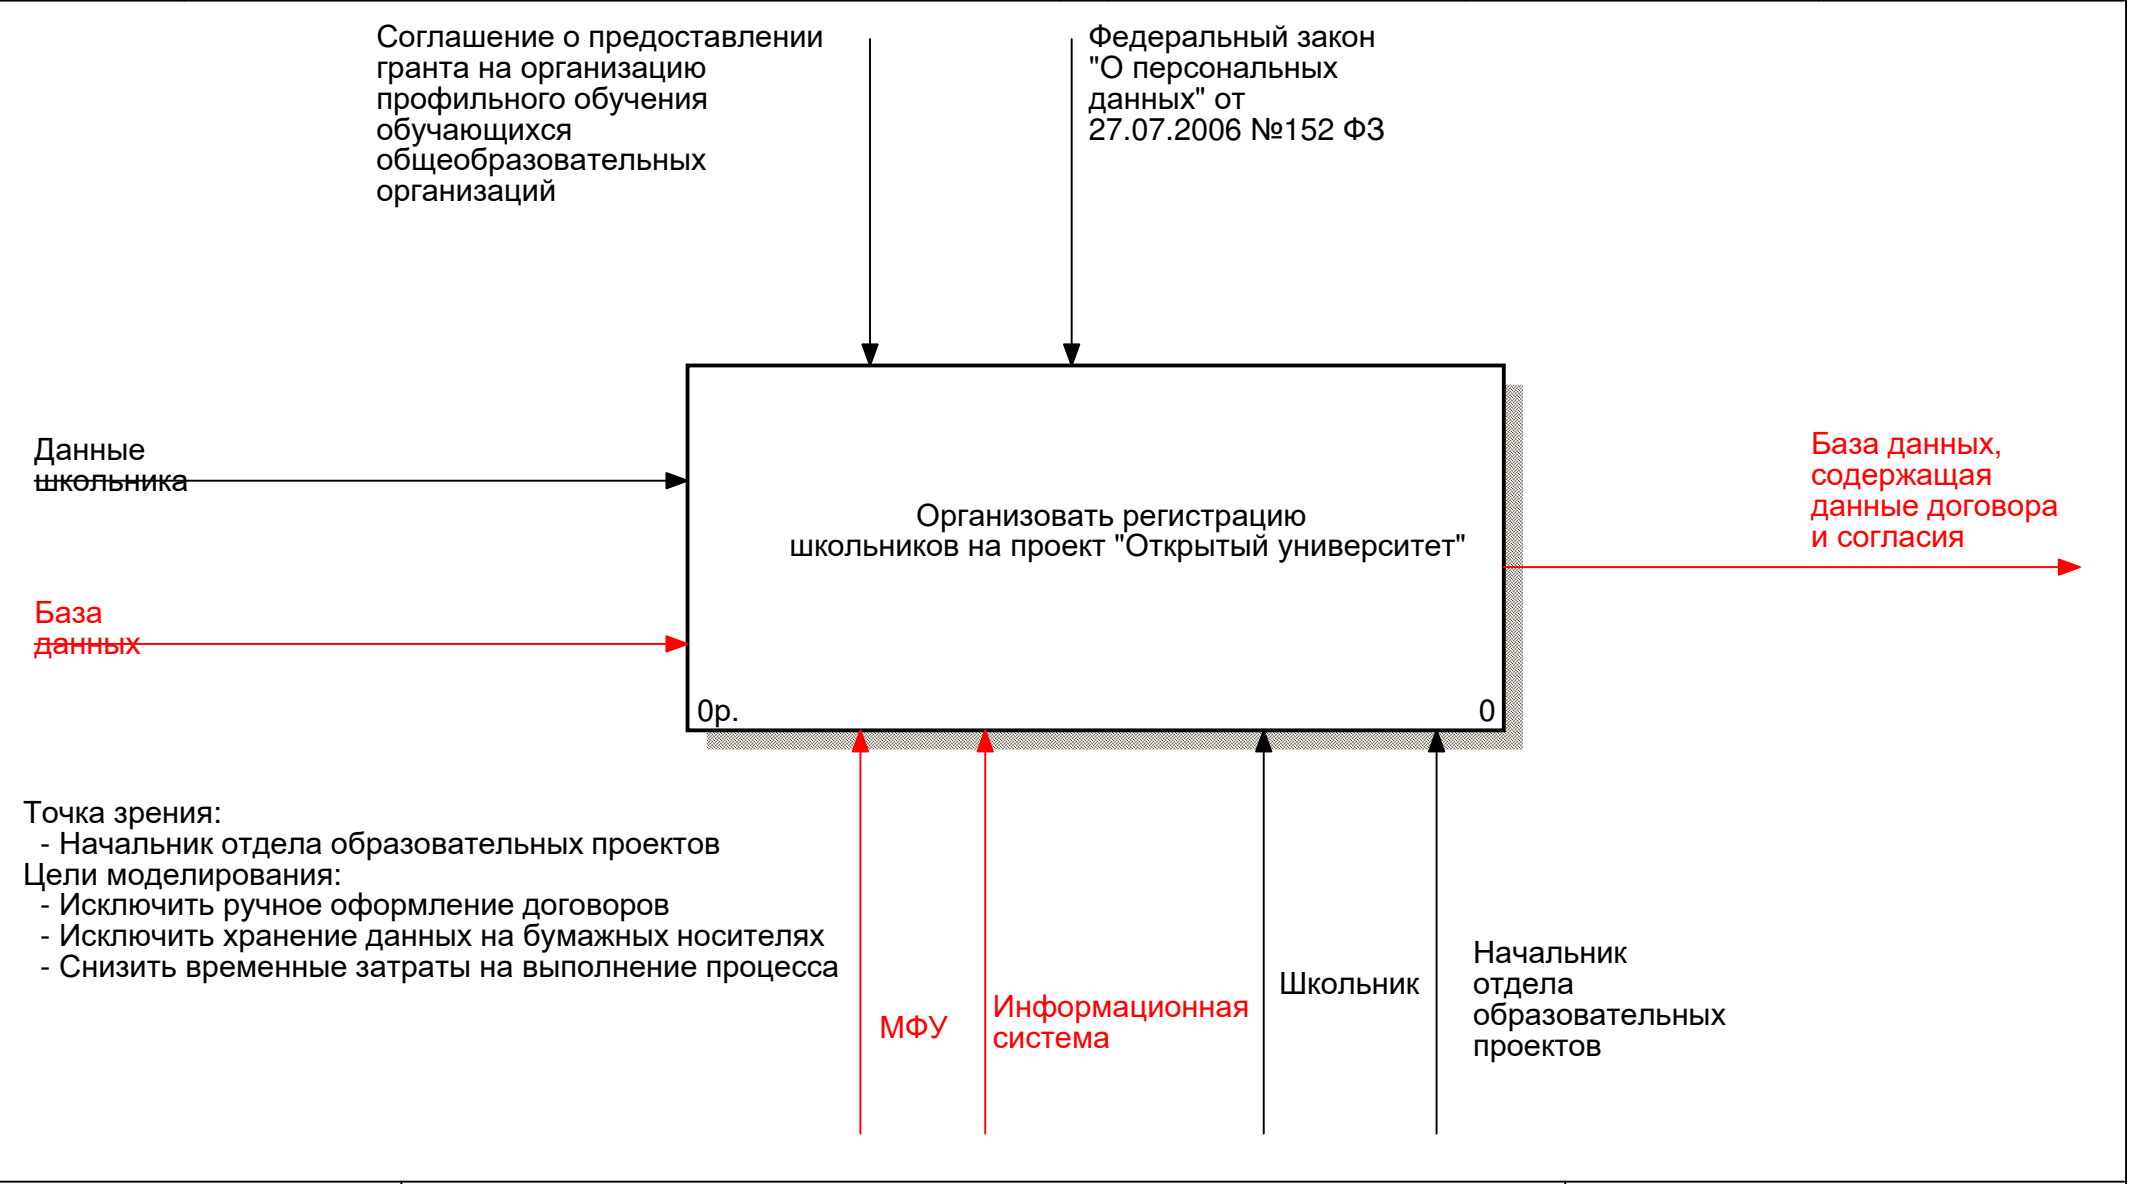 Соглашение о предоставлении
гранта на организацию
профильного обучения
обучающихся
общеобразовательных
организаций
Федеральный закон
"О персональных
данных" от
27.07.2006 №152 ФЗ
Данные
школьника
База
данных
Организовать регистрацию
школьников на проект "Открытый университет"
0р.
0
База данных,
содержащая
данные договора
и согласия
Точка зрения:
- Начальник отдела образовательных проектов
Цели моделирования:
- Исключить ручное оформление договоров
- Исключить хранение данных на бумажных носителях
- Снизить временные затраты на выполнение процесса
МФУ
Информационная
система
Школьник
Начальник
отдела
образовательных
проектов